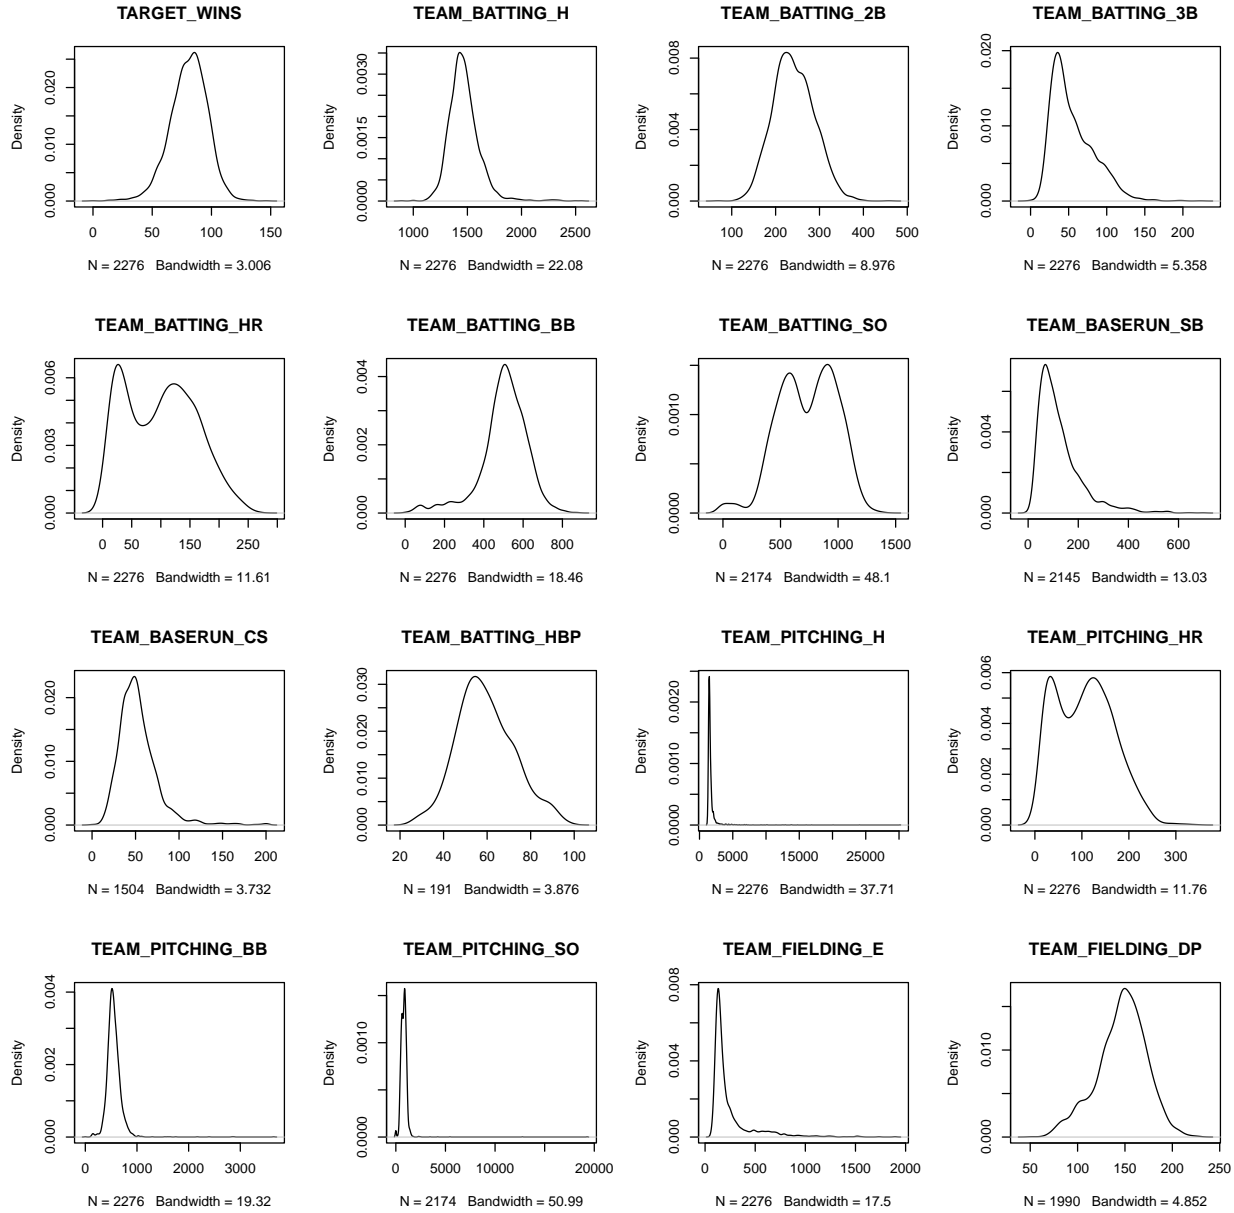 TARGET_WINS
TEAM_BATTING_H
TEAM_BATTING_2B
TEAM_BATTING_3B
Density
0.000
0.010
0.020
0 50 100 150
N = 2276 Bandwidth = 3.006
Density
0.0000
0.0015
0.0030
1000 1500 2000 2500
N = 2276 Bandwidth = 22.08
Density
0.000
0.004
0.008
100 200 300 400 500
N = 2276 Bandwidth = 8.976
Density
0.000
0.010
0.020
0 50 100 150 200
N = 2276 Bandwidth = 5.358
TEAM_BATTING_HR
TEAM_BATTING_BB
TEAM_BATTING_SO
TEAM_BASERUN_SB
Density
0.000
0.003
0.006
0 50 150 250
N = 2276 Bandwidth = 11.61
Density
0.000
0.002
0.004
0 200 400 600 800
N = 2276 Bandwidth = 18.46
Density
0.0000
0.0010
0 500 1000 1500
N = 2174 Bandwidth = 48.1
Density
0.000
0.004
0 200 400 600
N = 2145 Bandwidth = 13.03
TEAM_BASERUN_CS
TEAM_BATTING_HBP
TEAM_PITCHING_H
TEAM_PITCHING_HR
Density
0.000
0.010
0.020
0 50 100 150 200
N = 1504 Bandwidth = 3.732
Density
0.000
0.010
0.020
0.030
20 40 60 80 100
N = 191 Bandwidth = 3.876
Density
0.0000
0.0010
0.0020
0 5000 15000 25000
N = 2276 Bandwidth = 37.71
Density
0.000
0.002
0.004
0.006
0 100 200 300
N = 2276 Bandwidth = 11.76
TEAM_PITCHING_BB
TEAM_PITCHING_SO
TEAM_FIELDING_E
TEAM_FIELDING_DP
Density
0.000
0.002
0.004
0 1000 2000 3000
N = 2276 Bandwidth = 19.32
Density
0.0000
0.0010
0 5000 10000 20000
N = 2174 Bandwidth = 50.99
Density
0.000
0.004
0.008
0 500 1000 1500 2000
N = 2276 Bandwidth = 17.5
Density
0.000
0.010
50 100 150 200 250
N = 1990 Bandwidth = 4.852